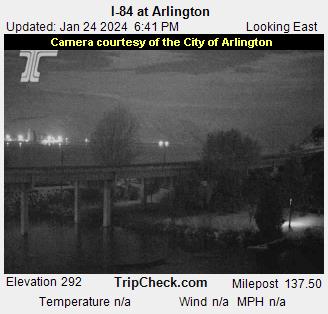 I-84 at Arlington
Updated: Jan 24 2024 6:41 PM Looking East
Camera courtesy of the City of Arlington
Elevation 292 TripCheck.com Milepost 137.50
Temperature n/a Wind n/a MPH n/a